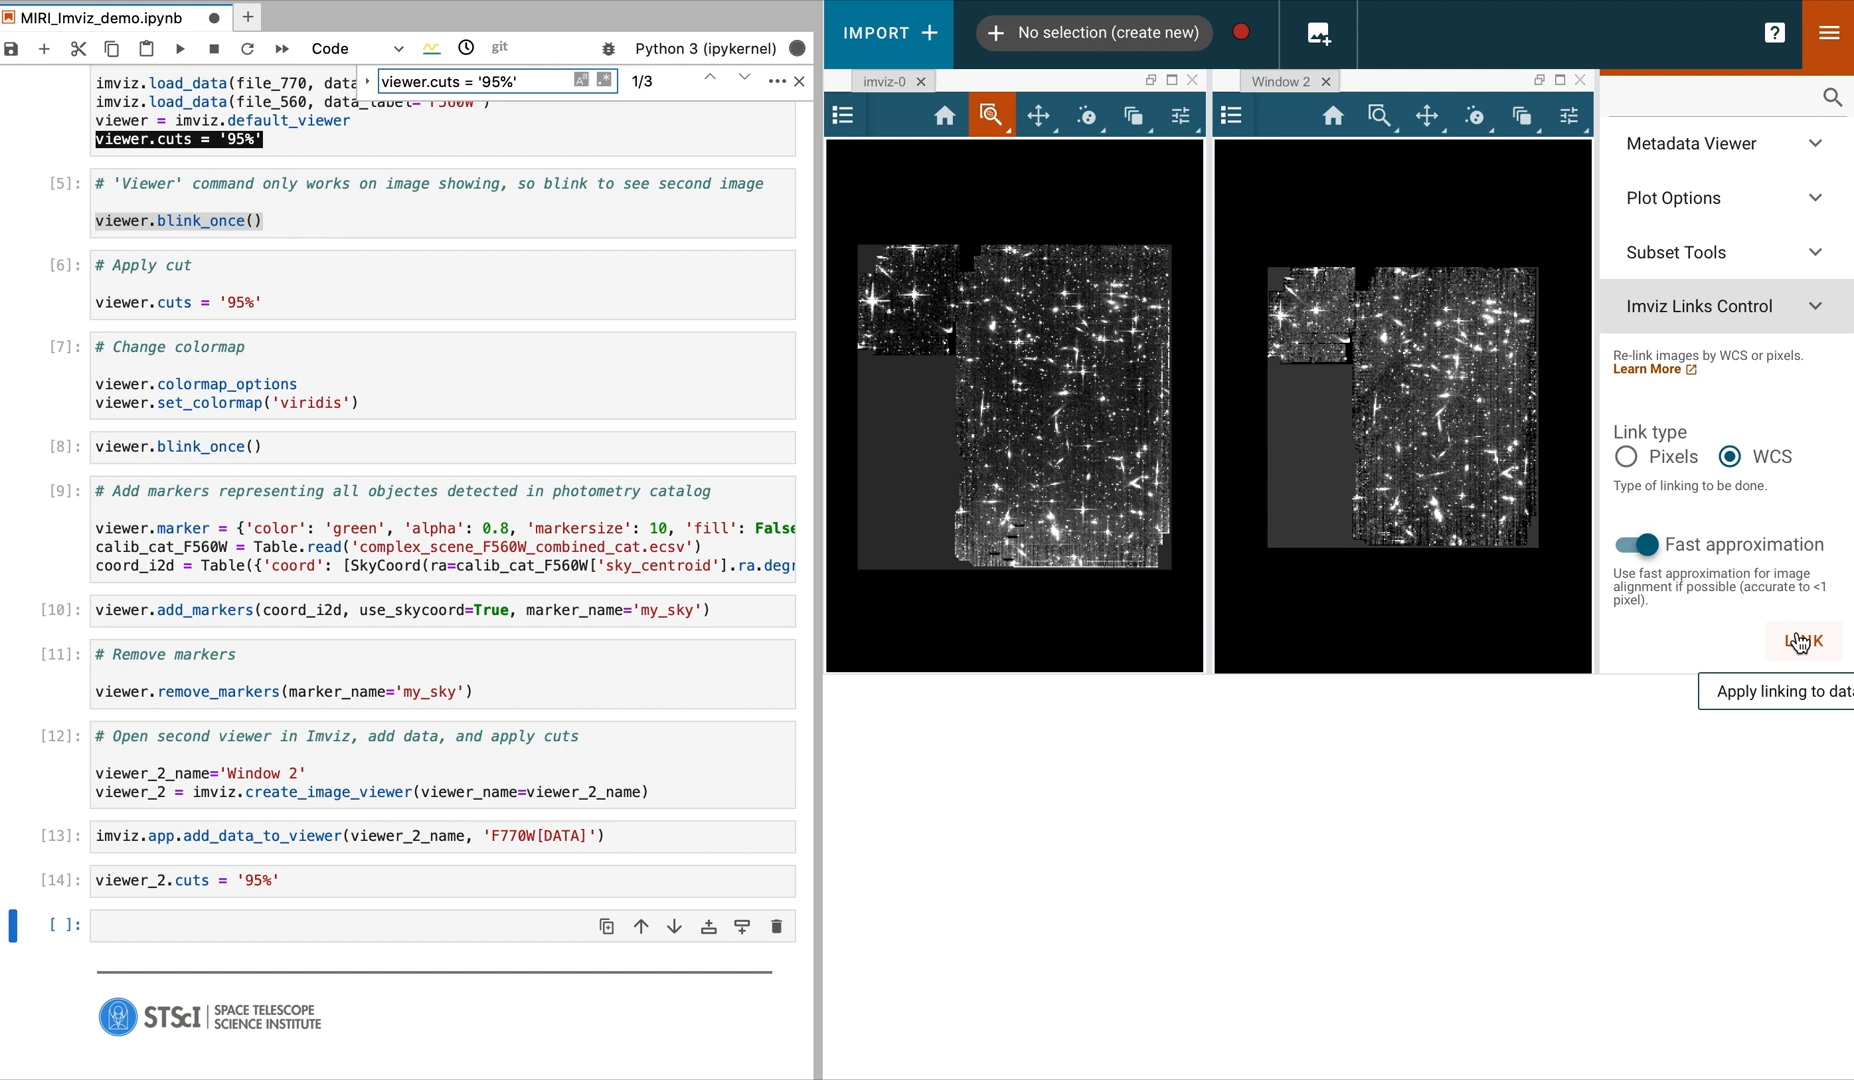 MIRI_Imviz_demo.ipynb
Code
git
Python 3 (ipykernel)
viewer.cuts = '95%'
1/3
imviz.load_data(file_770, data
imviz.load_data(file_560, data_label='F560W')
viewer = imviz.default_viewer
viewer.cuts = '95%'
[5]: # 'Viewer' command only works on image showing, so blink to see second image
viewer.blink_once()
[6]: # Apply cut
viewer.cuts = '95%'
[7]: # Change colormap
viewer.colormap_options
viewer.set_colormap('viridis')
[8]: viewer.blink_once()
[9]: # Add markers representing all objectes detected in photometry catalog
viewer.marker = {'color': 'green', 'alpha': 0.8, 'markersize': 10, 'fill': False
calib_cat_F560W = Table.read('complex_scene_F560W_combined_cat.ecsv')
coord_i2d = Table({'coord': [SkyCoord(ra=calib_cat_F560W['sky_centroid'].ra.degr
[10]: viewer.add_markers(coord_i2d, use_skycoord=True, marker_name='my_sky')
[11]: # Remove markers
viewer.remove_markers(marker_name='my_sky')
[12]: # Open second viewer in Imviz, add data, and apply cuts
viewer_2_name='Window 2'
viewer_2 = imviz.create_image_viewer(viewer_name=viewer_2_name)
[13]: imviz.app.add_data_to_viewer(viewer_2_name, 'F770W[DATA]')
[14]: viewer_2.cuts = '95%'
[ ]:
STScI | SPACE TELESCOPE
SCIENCE INSTITUTE
IMPORT +
+ No selection (create new)
imviz-0
Window 2
Metadata Viewer
Plot Options
Subset Tools
Imviz Links Control
Re-link images by WCS or pixels.
Learn More
Link type
Pixels
WCS
Type of linking to be done.
Fast approximation
Use fast approximation for image
alignment if possible (accurate to <1
pixel).
LINK
Apply linking to data